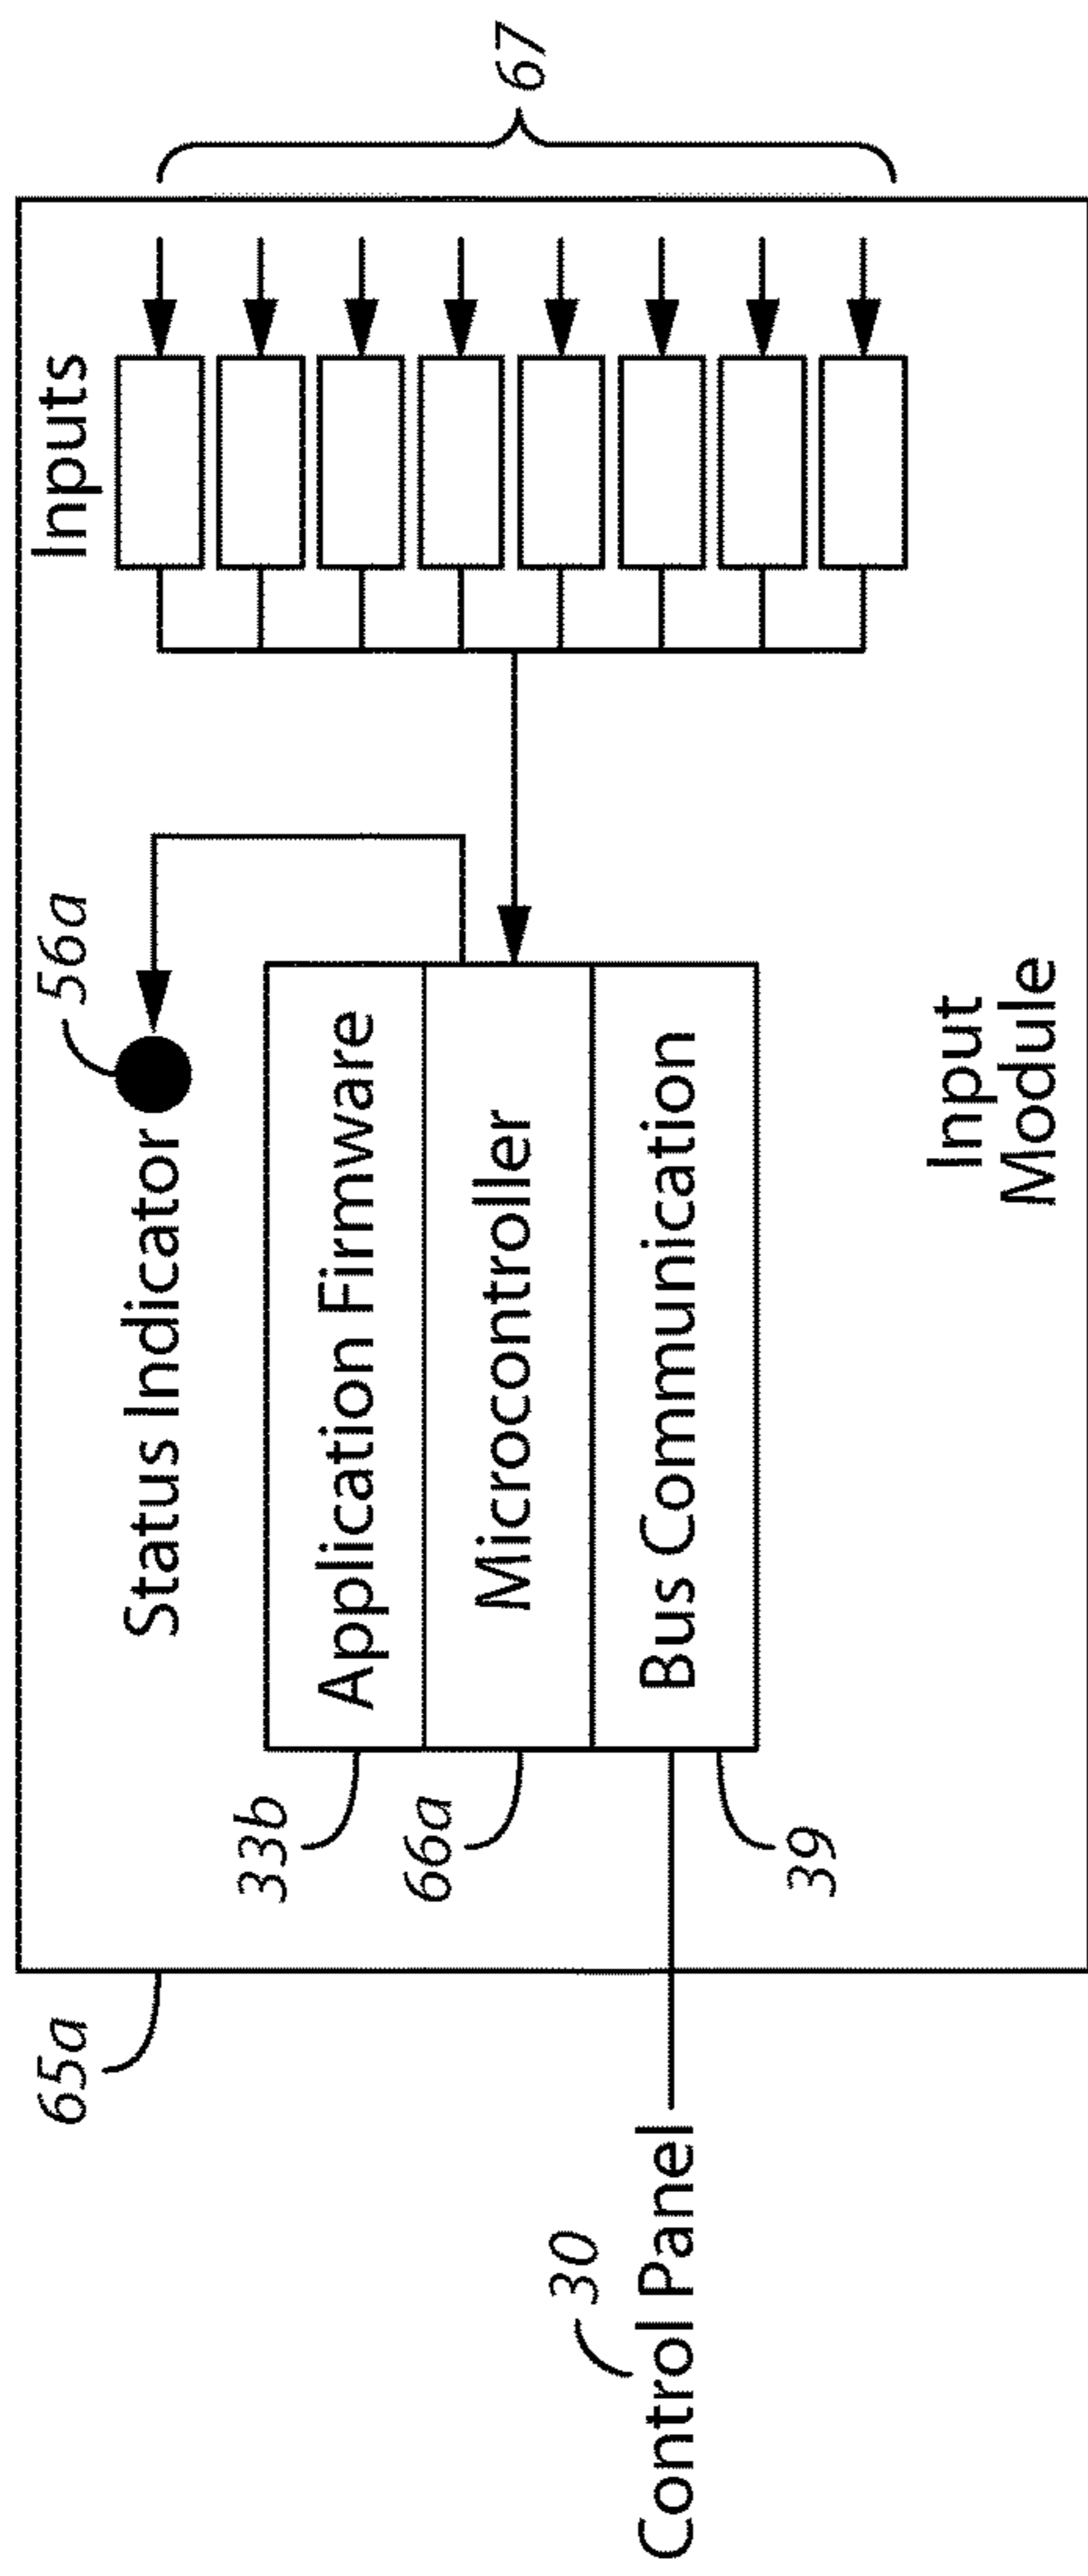 65a
Status Indicator
56a
Inputs
33b
Application Firmware
66a
Microcontroller
67
30
Control Panel
Bus Communication
39
Input
Module